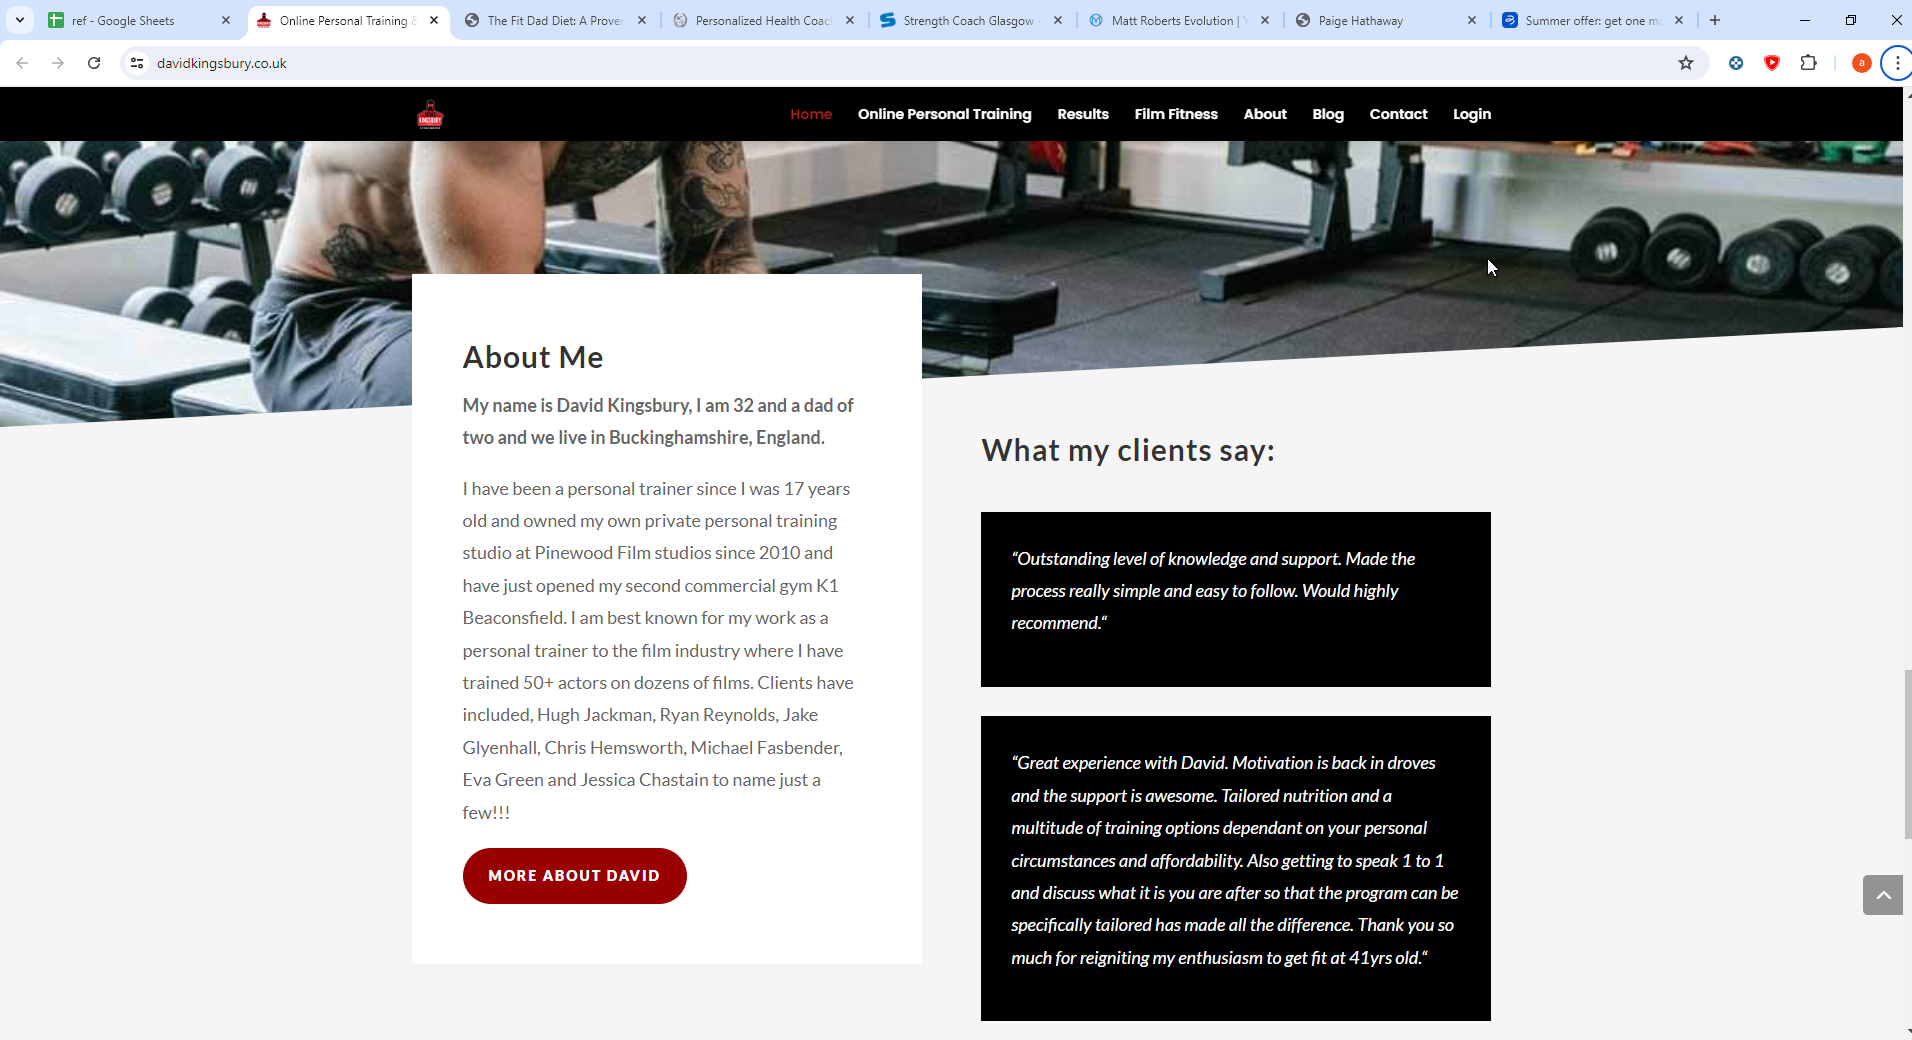 ref - Google Sheets
Online Personal Training &
The Fit Dad Diet: A Prover
Personalized Health Coac
Strength Coach Glasgow -
Matt Roberts Evolution | Y
Paige Hathaway
Summer offer: get one mo
davidkingsbury.co.uk
a
KINGSBURY
Home
Online Personal Training
Results
Film Fitness
About
Blog
Contact
Login
About Me
My name is David Kingsbury, I am 32 and a dad of
two and we live in Buckinghamshire, England.
I have been a personal trainer since I was 17 years
old and owned my own private personal training
studio at Pinewood Film studios since 2010 and
have just opened my second commercial gym K1
Beaconsfield. I am best known for my work as a
personal trainer to the film industry where I have
trained 50+ actors on dozens of films. Clients have
included, Hugh Jackman, Ryan Reynolds, Jake
Glyenhall, Chris Hemsworth, Michael Fasbender,
Eva Green and Jessica Chastain to name just a
few!!!
MORE ABOUT DAVID
What my clients say:
“Outstanding level of knowledge and support. Made the
process really simple and easy to follow. Would highly
recommend.“
“Great experience with David. Motivation is back in droves
and the support is awesome. Tailored nutrition and a
multitude of training options dependant on your personal
circumstances and affordability. Also getting to speak 1 to 1
and discuss what it is you are after so that the program can be
specifically tailored has made all the difference. Thank you so
much for reigniting my enthusiasm to get fit at 41yrs old.“